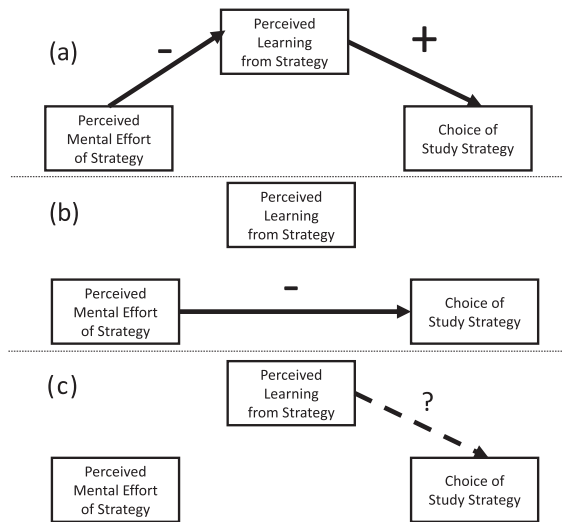 (a)
-
Perceived
Learning
from Strategy
+
Perceived
Mental Effort
of Strategy
Choice of
Study Strategy
(b)
Perceived
Learning
from Strategy
Perceived
Mental Effort
of Strategy
-
Choice of
Study Strategy
(c)
Perceived
Learning
from Strategy
?
Perceived
Mental Effort
of Strategy
Choice of
Study Strategy